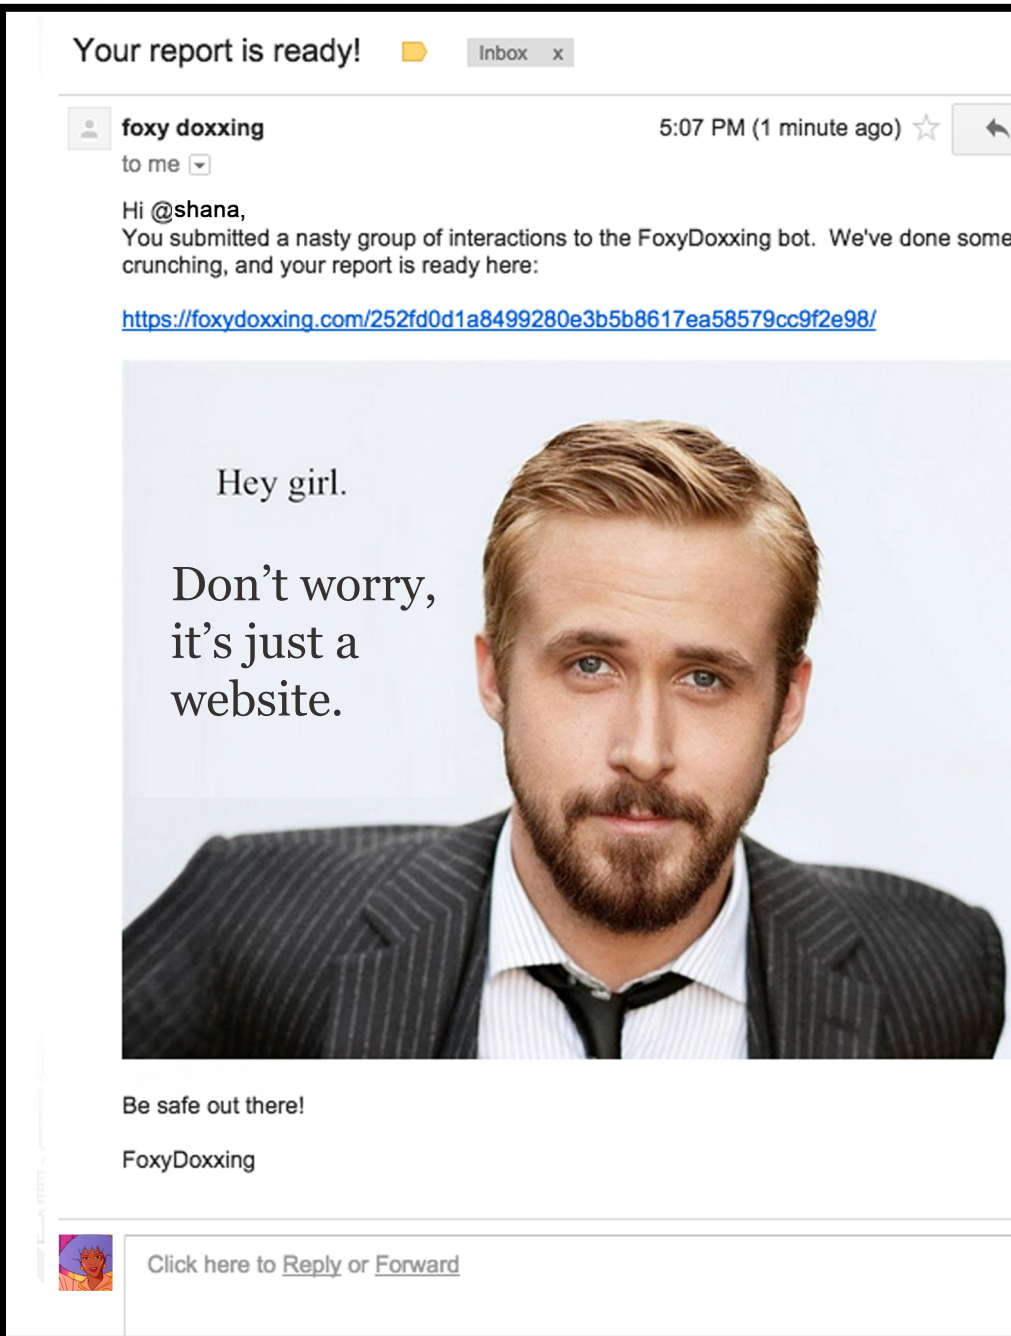 Your report is ready!
Inbox x
foxy doxxing
5:07 PM (1 minute ago)
to me
Hi @shana,
You submitted a nasty group of interactions to the FoxyDoxxing bot. We've done some
crunching, and your report is ready here:
https://foxydoxxing.com/252fd0d1a8499280e3b5b8617ea58579cc9f2e98/
Hey girl.
Don’t worry,
it’s just a
website.
Be safe out there!
FoxyDoxxing
Click here to Reply or Forward